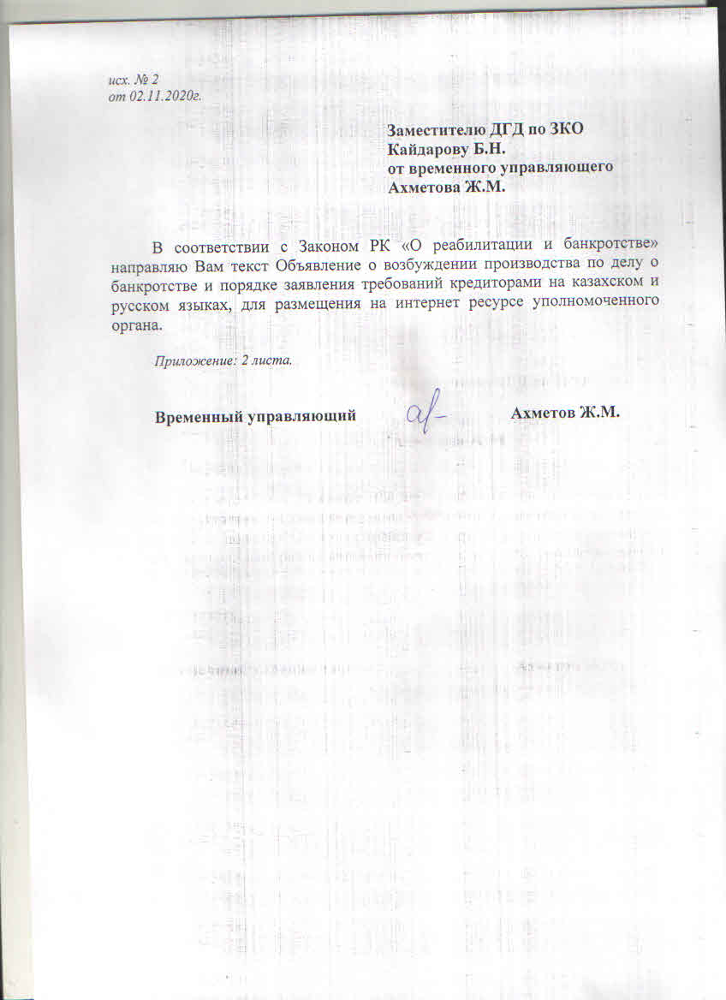 исх. № 2
от 02.11.2020г.
Заместителю ДГД по ЗКО
Кайдарову Б.Н.
от временного управляющего
Ахметова Ж.М.
В соответствии с Законом РК «О реабилитации и банкротстве»
направляю Вам текст Объявление о возбуждении производства по делу о
банкротстве и порядке заявления требований кредиторами на казахском и
русском языках, для размещения на интернет ресурсе уполномоченного
органа.
Приложение: 2 листа.
Временный управляющий Ахметов Ж.М.